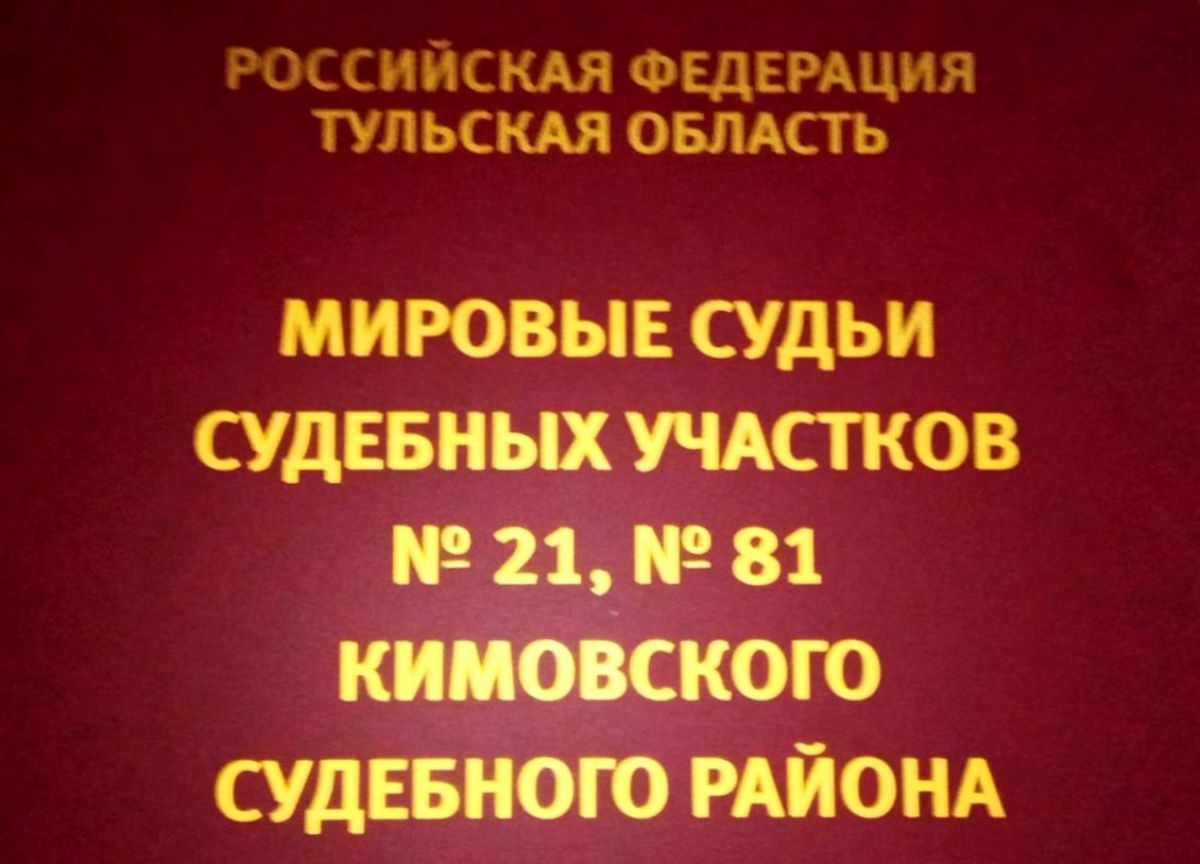 РОССИЙСКАЯ ФЕДЕРАЦИЯ
ТУЛЬСКАЯ ОБЛАСТЬ
МИРОВЫЕ СУДЬИ
СУДЕБНЫХ УЧАСТКОВ
№ 21, № 81
КИМОВСКОГО
СУДЕБНОГО РАЙОНА